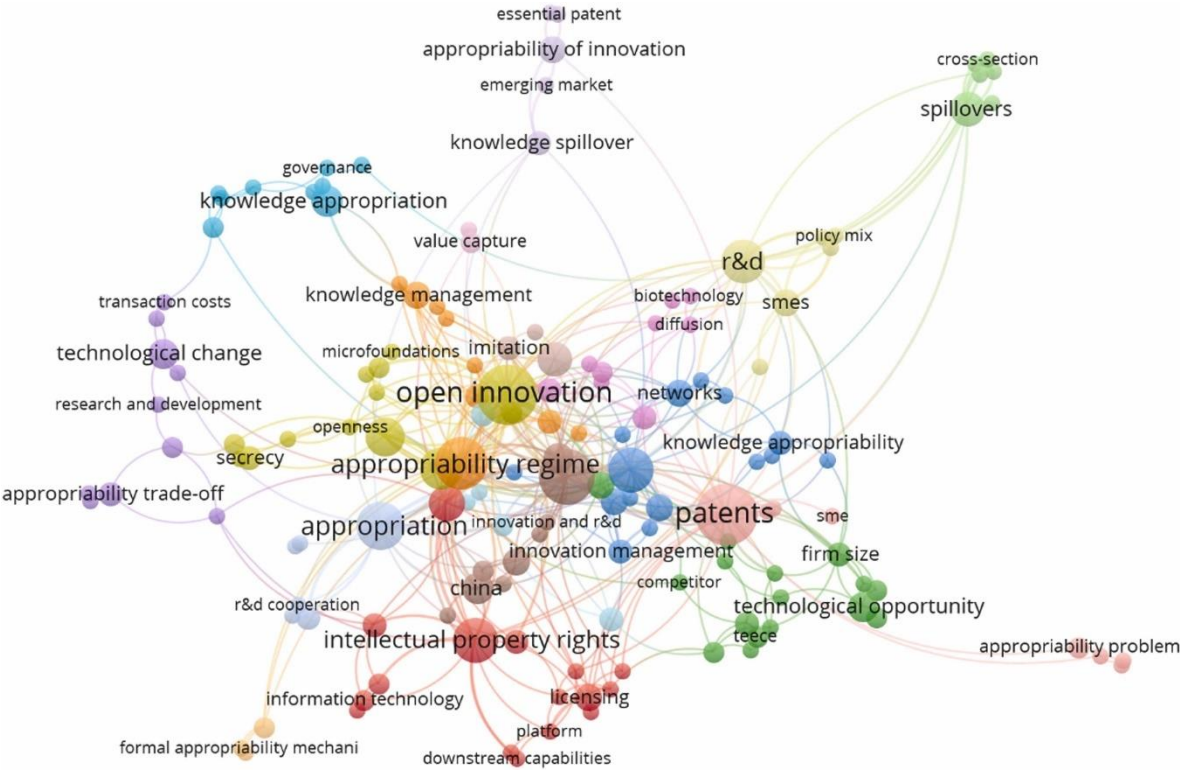 essential patent
appropriability of innovation
cross-section
emerging market
spillovers
knowledge spillover
governance
knowledge appropriation
value capture
policy mix
r&d
knowledge management
biotechnology
transaction costs
smes
diffusion
imitation
microfoundations
technological change
open innovation
networks
research and development
openness
knowledge appropriability
secrecy
appropriability regime
appropriability trade-off
patents
sme
appropriation
innovation and r&d
innovation management
firm size
competitor
china
r&d cooperation
technological opportunity
teece
intellectual property rights
appropriability problem
information technology
licensing
platform
formal appropriability mechani
downstream capabilities